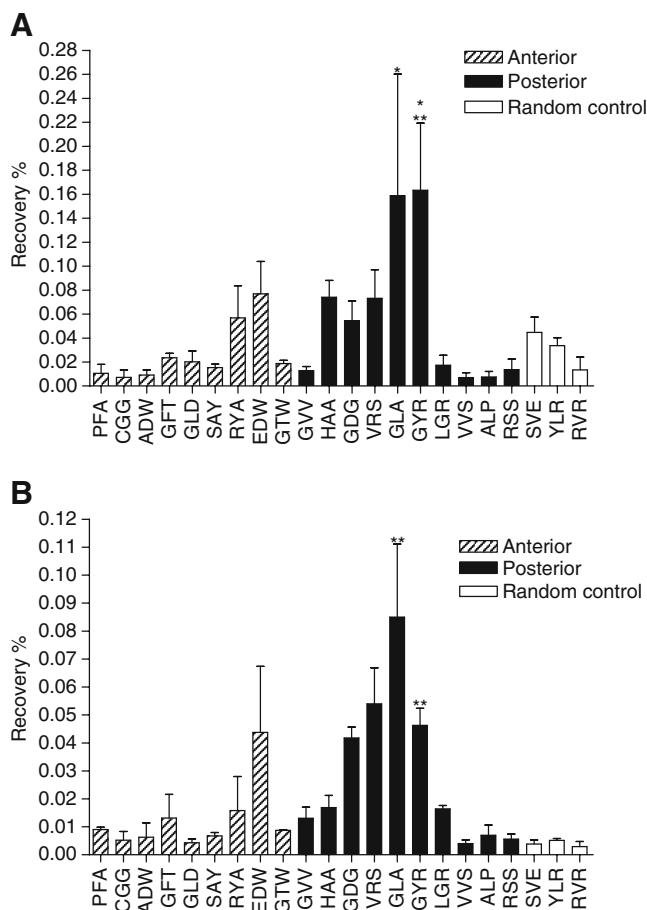 A
0.28
0.26
0.24
0.22
0.20
0.18
0.16
0.14
0.12
0.10
0.08
0.06
0.04
0.02
0.00
Recovery %
Anterior
Posterior
Random control
*
*
**
PFA CGG ADW GFT GLD SAY RYA EDW GTW GVV HAA GDG VRS GLA GYR LGR VVS ALP RSS SVE YLR RVR
B
0.12
0.11
0.10
0.09
0.08
0.07
0.06
0.05
0.04
0.03
0.02
0.01
0.00
Recovery %
Anterior
Posterior
Random control
**
**
PFA CGG ADW GFT GLD SAY RYA EDW GTW GVV HAA GDG VRS GLA GYR LGR VVS ALP RSS SVE YLR RVR